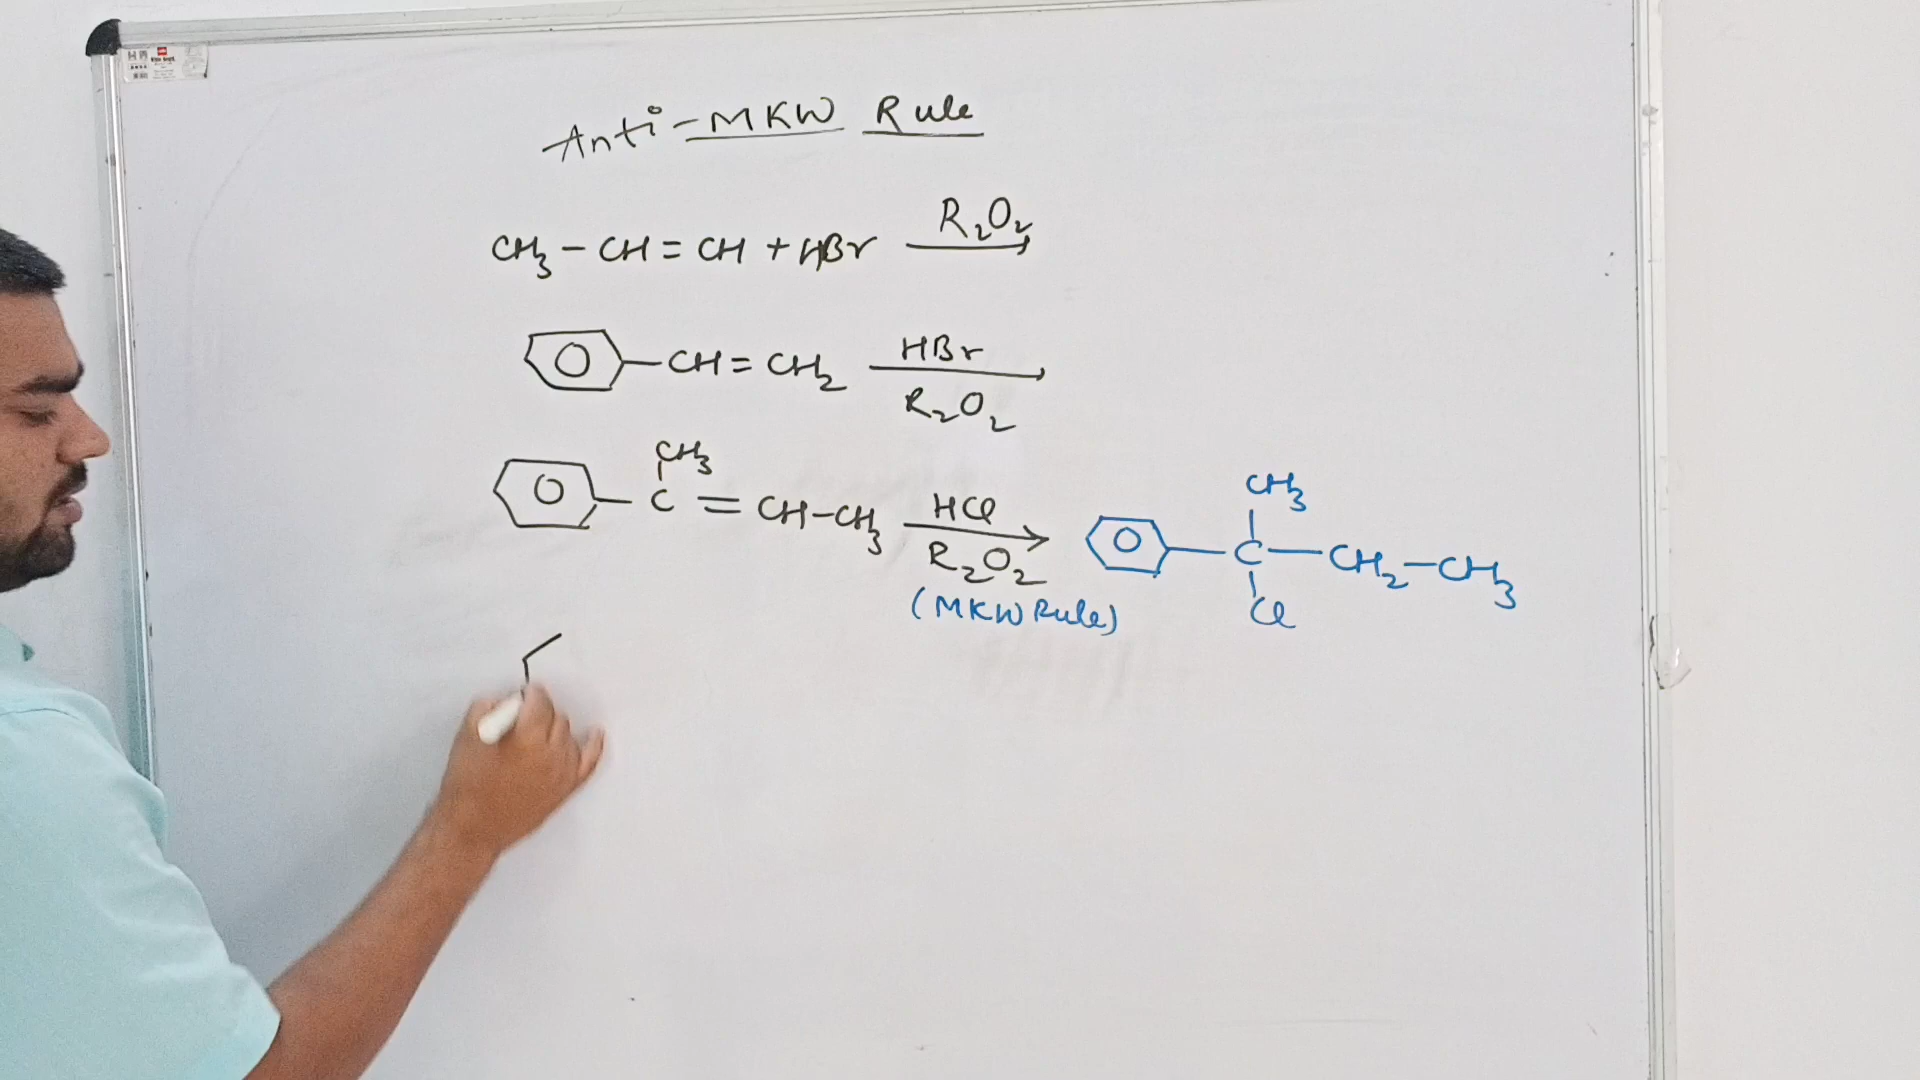 Anti-MKW Rule
CH₃-CH=CH+HBr R₂O₂
CH=CH₂ HBr
R₂O₂
CH₃
C=CH-CH₃ HCl
R₂O₂
(MKW Rule)
CH₃
C-CH₂-CH₃
Cl